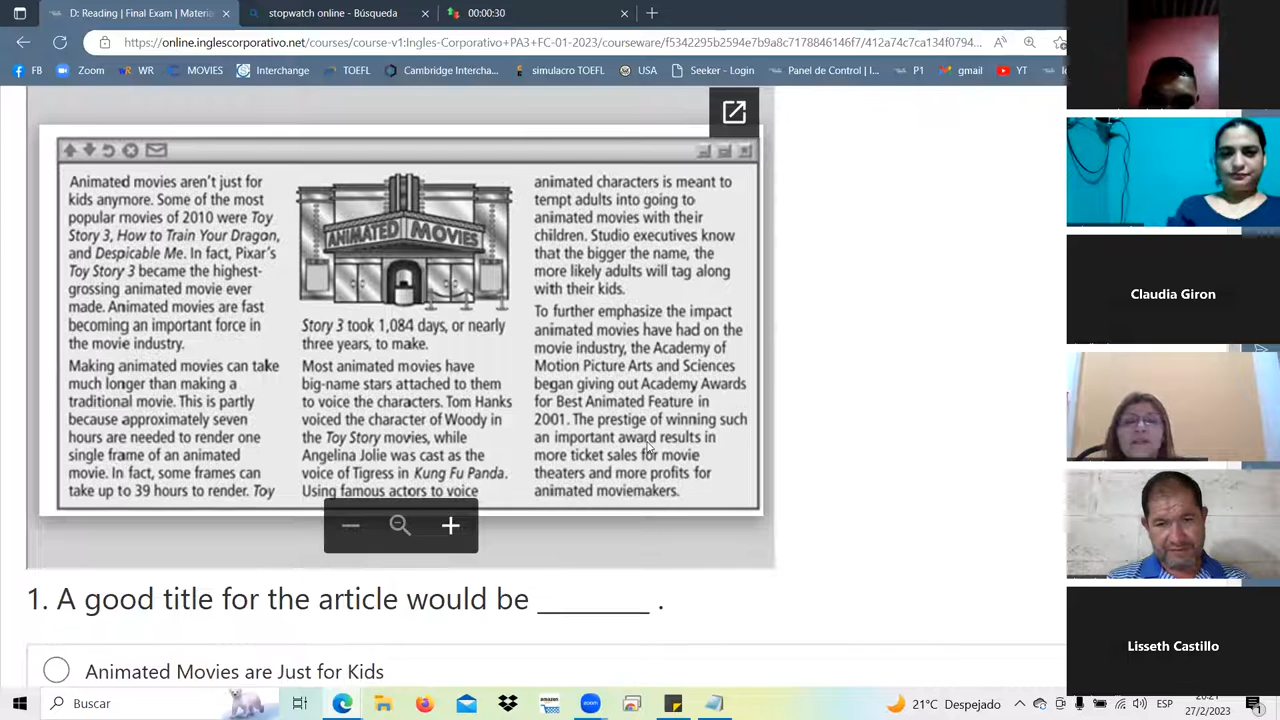 D: Reading | Final Exam | Materia
stopwatch online - Búsqueda
00:00:30
https://online.inglescorporativo.net/courses/course-v1:Ingles-Corporativo+PA3+FC-01-2023/courseware/f5342295b2594e7b9a8c7178846146f7/412a74c7ca134f0794...
FB
Zoom
WR
MOVIES
Interchange
TOEFL
Cambridge Intercha...
simulacro TOEFL
USA
Seeker - Login
Panel de Control | I...
P1
gmail
YT
Animated movies aren't just for
kids anymore. Some of the most
popular movies of 2010 were Toy
Story 3, How to Train Your Dragon,
and Despicable Me. In fact, Pixar's
Toy Story 3 became the highest-
grossing animated movie ever
made. Animated movies are fast
becoming an important force in
the movie industry.
Making animated movies can take
much longer than making a
traditional movie. This is partly
because approximately seven
hours are needed to render one
single frame of an animated
movie. In fact, some frames can
take up to 39 hours to render. Toy
ANIMATED MOVIES
Story 3 took 1,084 days, or nearly
three years, to make.
Most animated movies have
big-name stars attached to them
to voice the characters. Tom Hanks
voiced the character of Woody in
the Toy Story movies, while
Angelina Jolie was cast as the
voice of Tigress in Kung Fu Panda.
Using famous actors to voice
animated characters is meant to
tempt adults into going to
animated movies with their
children. Studio executives know
that the bigger the name, the
more likely adults will tag along
with their kids.
To further emphasize the impact
animated movies have had on the
movie industry, the Academy of
Motion Picture Arts and Sciences
began giving out Academy Awards
for Best Animated Feature in
2001. The prestige of winning such
an important award results in
more ticket sales for movie
theaters and more profits for
animated moviemakers.
1. A good title for the article would be ________ .
Animated Movies are Just for Kids
Claudia Giron
Lisseth Castillo
Buscar
21°C Despejado
ESP
20:21
27/2/2023